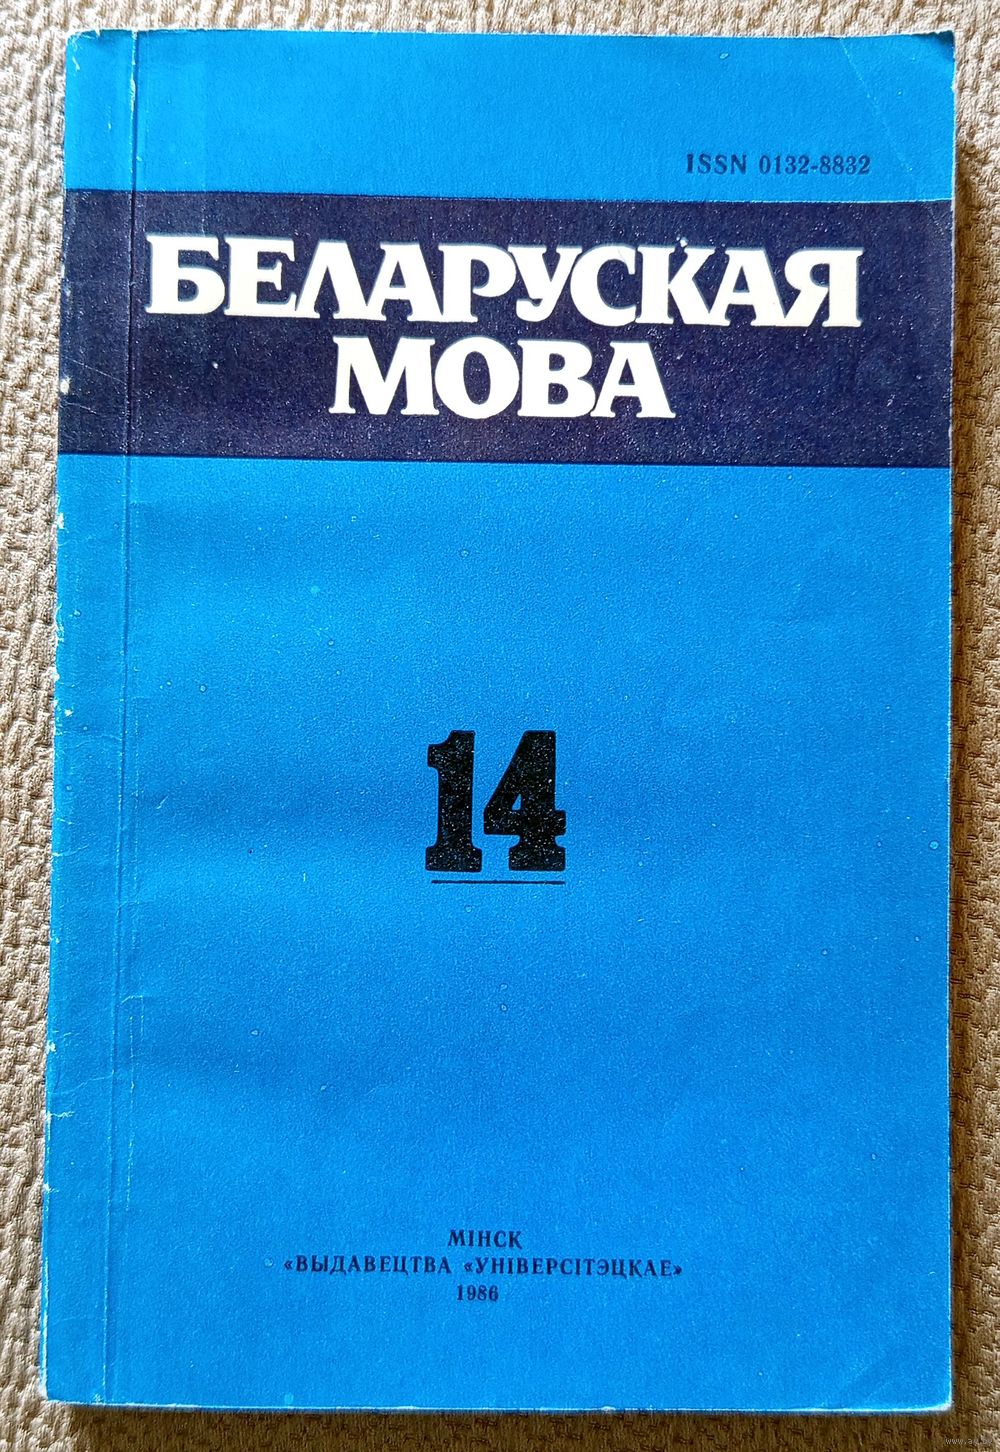 ISSN 0132-8832
БЕЛАРУСКАЯ
МОВА
14
МІНСК
«ВЫДАВЕЦТВА «УНІВЕРСІТЭЦКАЕ»
1986